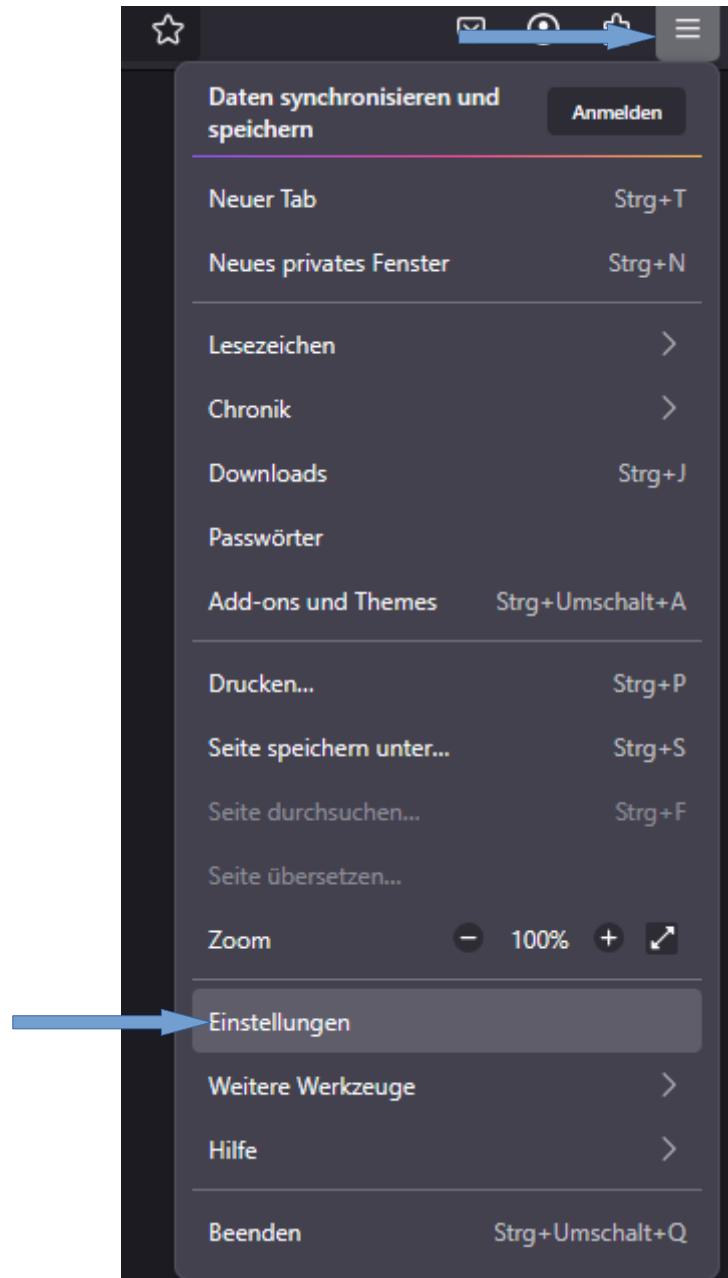 Daten synchronisieren und
speichern
Anmelden
Neuer Tab Strg+T
Neues privates Fenster Strg+N
Lesezeichen
Chronik
Downloads Strg+J
Passwörter
Add-ons und Themes Strg+Umschalt+A
Drucken... Strg+P
Seite speichern unter... Strg+S
Seite durchsuchen... Strg+F
Seite übersetzen...
Zoom 100%
Einstellungen
Weitere Werkzeuge
Hilfe
Beenden Strg+Umschalt+Q